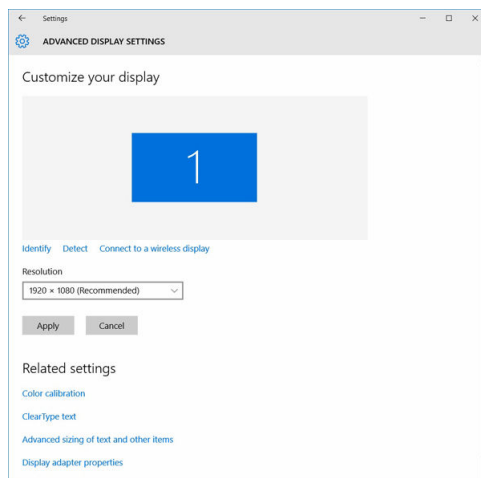 Settings
ADVANCED DISPLAY SETTINGS
Customize your display
1
Identify Detect Connect to a wireless display
Resolution
1920 × 1080 (Recommended)
Apply Cancel
Related settings
Color calibration
ClearType text
Advanced sizing of text and other items
Display adapter properties